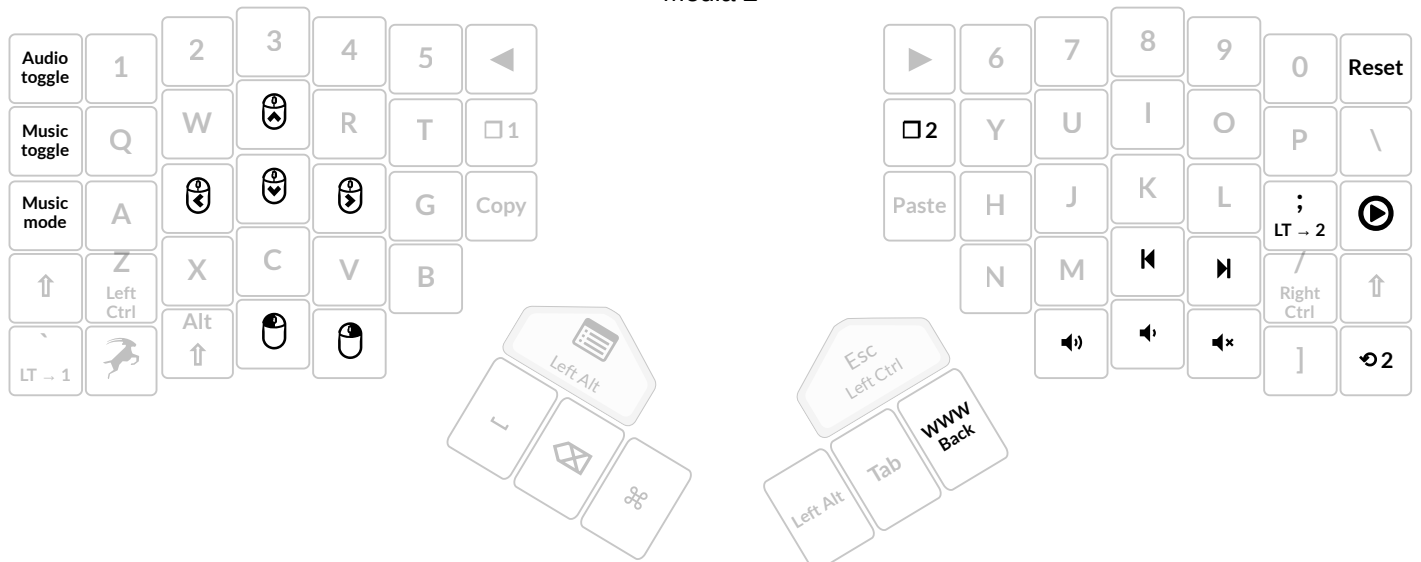 Audio toggle
1
2
3
4
5
6
7
8
9
0
Reset
Music toggle
Q
W
R
T
1
2
Y
U
I
O
P
\
Music mode
A
G
Copy
Paste
H
J
K
L
;
LT → 2
⇧
Z
Left Ctrl
X
C
V
B
N
M
/
Right Ctrl
⇧
`
LT → 1
Alt
⇧
]
2
Left Alt
Esc
Left Ctrl
[
⌘
Left Alt
Tab
WWW Back